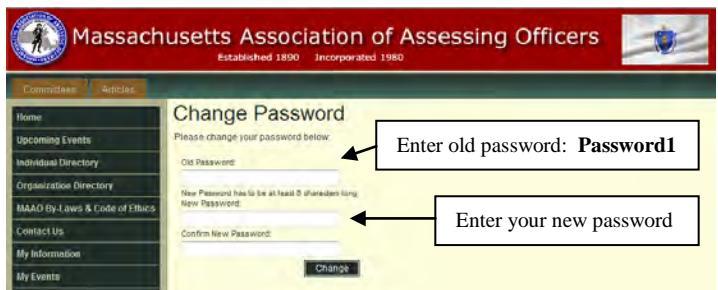 Massachusetts Association of Assessing Officers
Established 1890 Incorporated 1980
Committees Articles
Home
Upcoming Events
Individual Directory
Organization Directory
MAAO By-Laws & Code of Ethics
Contact Us
My Information
My Events
Change Password
Please change your password below.
Old Password:
New Password has to be at least 8 charaders long
New Password:
Confirm New Password:
Change
Enter old password: Password1
Enter your new password